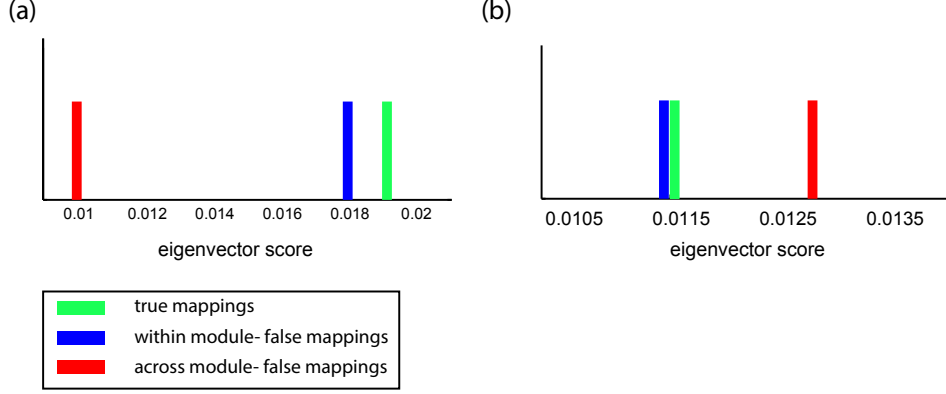 (a)
0.01 0.012 0.014 0.016 0.018 0.02
eigenvector score
(b)
0.0105 0.0115 0.0125 0.0135
eigenvector score
true mappings
within module- false mappings
across module- false mappings